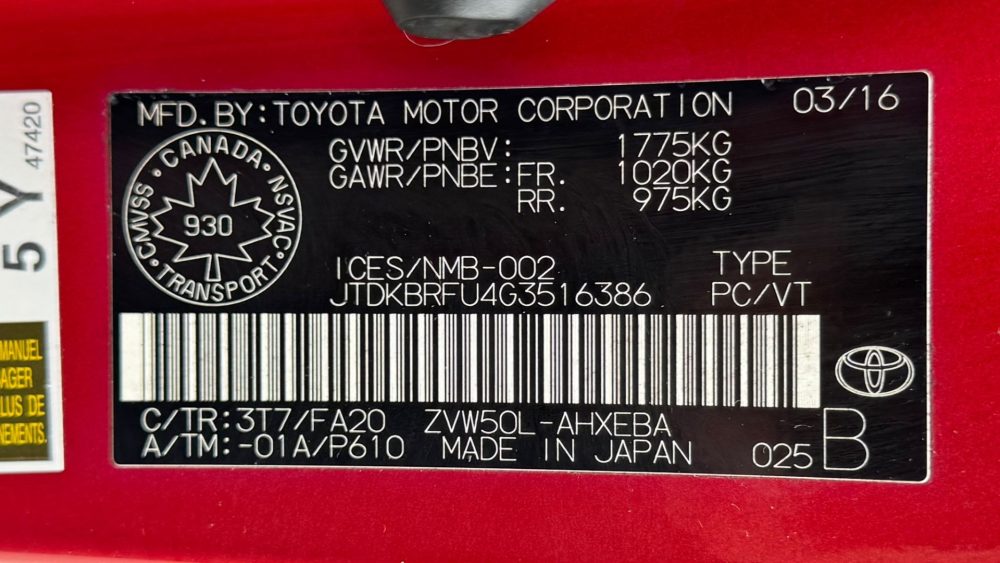 MFD. BY: TOYOTA MOTOR CORPORATION 03/16
GVWR/PNBV: 1775KG
GAWR/PNBE: FR. 1020KG
RR. 975KG
CANADA
CMVSS · NSVAC
930
TRANSPORT
ICES/NMB-002 TYPE
JTDKBRFU4G3516386 PC/VT
C/TR: 3T7/FA20 ZVW50L-AHXEBA
A/TM: -01A/P610 MADE IN JAPAN
025 B
47420
5Y
MANUEL
AGER
LUS DE
NEMENTS.